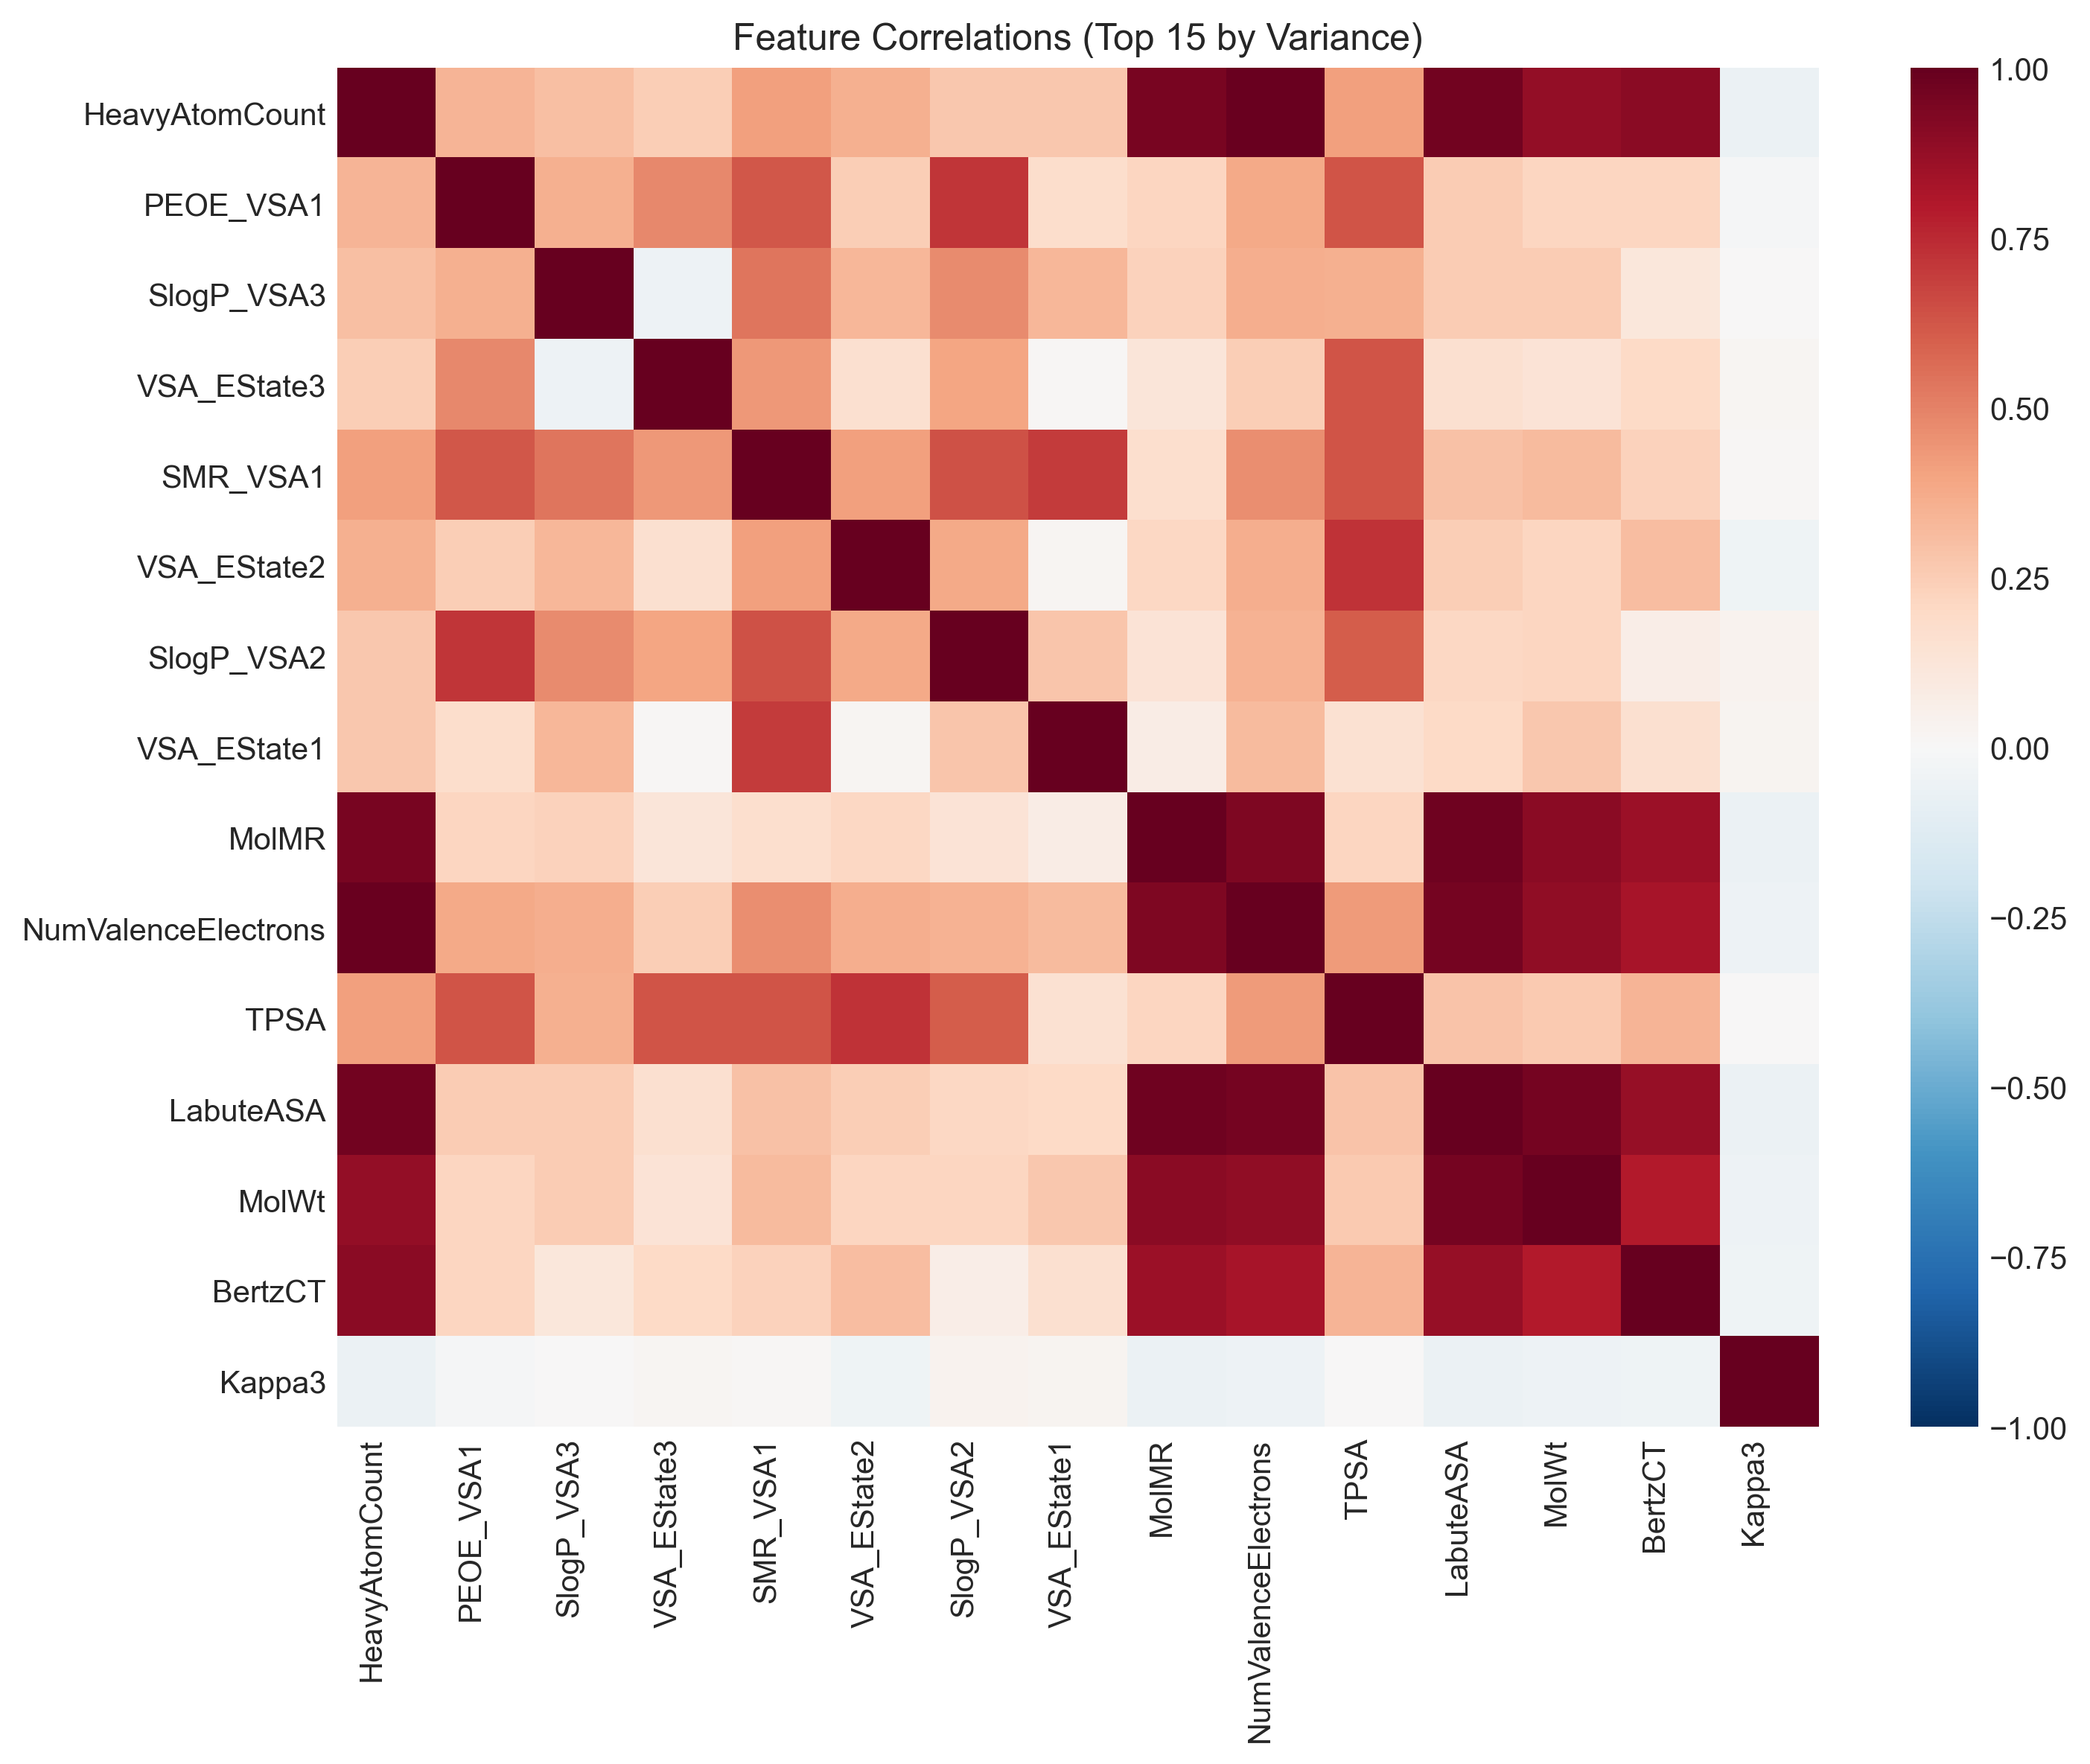 Feature Correlations (Top 15 by Variance)
HeavyAtomCount
PEOE_VSA1
SlogP_VSA3
VSA_EState3
SMR_VSA1
VSA_EState2
SlogP_VSA2
VSA_EState1
MolMR
NumValenceElectrons
TPSA
LabuteASA
MolWt
BertzCT
Kappa3
HeavyAtomCount
PEOE_VSA1
SlogP_VSA3
VSA_EState3
SMR_VSA1
VSA_EState2
SlogP_VSA2
VSA_EState1
MolMR
NumValenceElectrons
TPSA
LabuteASA
MolWt
BertzCT
Kappa3
1.00
0.75
0.50
0.25
0.00
−0.25
−0.50
−0.75
−1.00